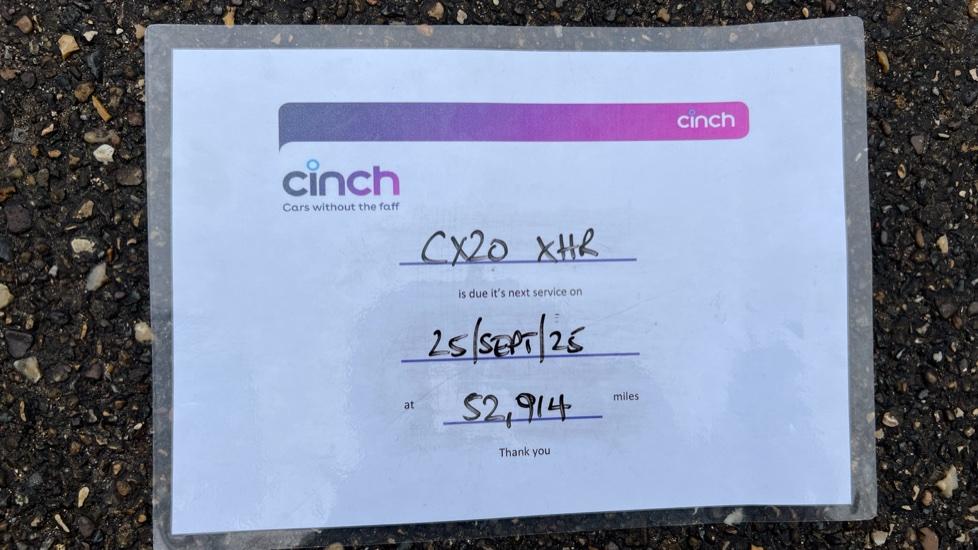 cinch
cinch
Cars without the faff
CX20 XHR
is due it's next service on
25/SEPT/25
at 52,914 miles
Thank you